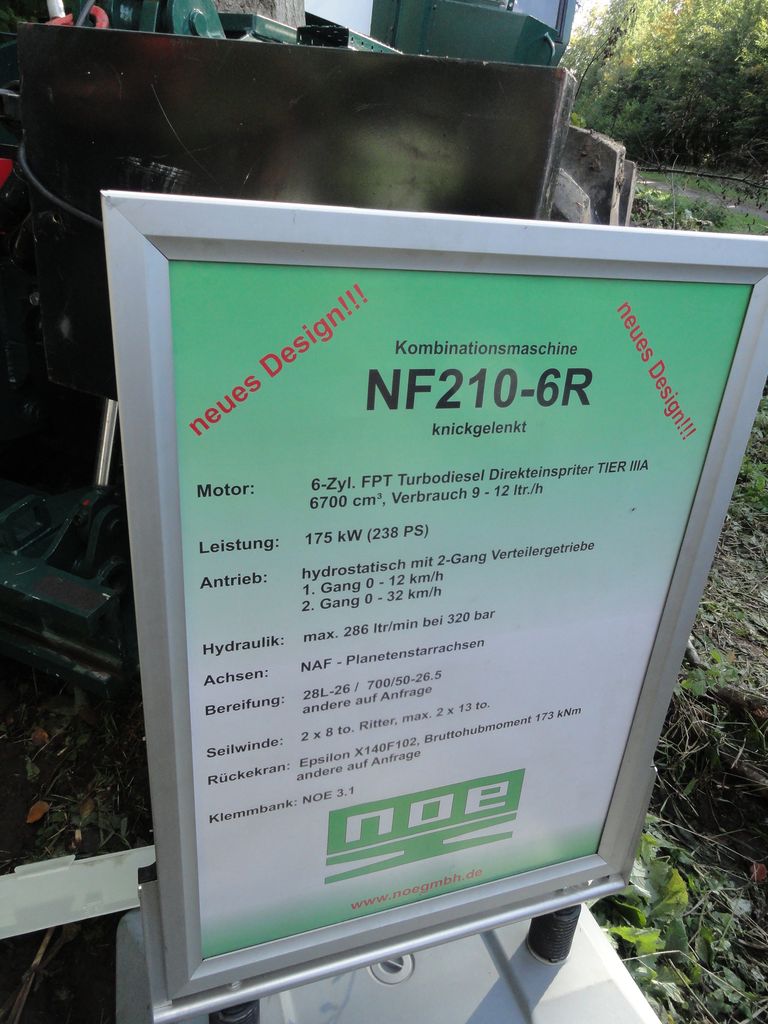 neues Design!!!
neues Design!!!
Kombinationsmaschine
NF210-6R
knickgelenkt
Motor: 6-Zyl. FPT Turbodiesel Direkteinspriter TIER IIIA
6700 cm³, Verbrauch 9 - 12 ltr./h
Leistung: 175 kW (238 PS)
Antrieb: hydrostatisch mit 2-Gang Verteilergetriebe
1. Gang 0 - 12 km/h
2. Gang 0 - 32 km/h
Hydraulik: max. 286 ltr/min bei 320 bar
Achsen: NAF - Planetenstarrachsen
Bereifung: 28L-26 / 700/50-26.5
andere auf Anfrage
Seilwinde: 2 x 8 to. Ritter, max. 2 x 13 to.
Rückekran: Epsilon X140F102, Bruttohubmoment 173 kNm
andere auf Anfrage
Klemmbank: NOE 3.1
noe
www.noegmbh.de